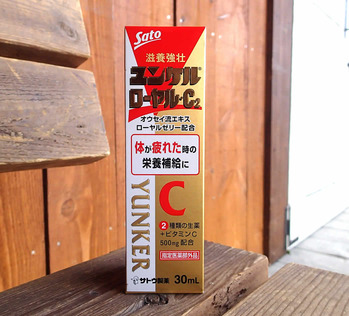 Sato
滋養強壮
ユンケル
ローヤル・C2
オウセイ流エキス
ローヤルゼリー配合
体が疲れた時の
栄養補給に
YUNKER
C
2種類の生薬
+ビタミンC
500mg配合
指定医薬部外品
サトウ製薬
30mL